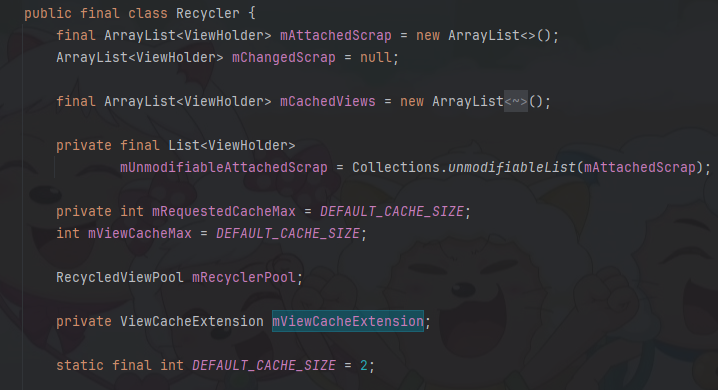 public final class Recycler {
final ArrayList<ViewHolder> mAttachedScrap = new ArrayList<>();
ArrayList<ViewHolder> mChangedScrap = null;
final ArrayList<ViewHolder> mCachedViews = new ArrayList<~>();
private final List<ViewHolder>
mUnmodifiableAttachedScrap = Collections.unmodifiableList(mAttachedScrap);
private int mRequestedCacheMax = DEFAULT_CACHE_SIZE;
int mViewCacheMax = DEFAULT_CACHE_SIZE;
RecycledViewPool mRecyclerPool;
private ViewCacheExtension mViewCacheExtension;
static final int DEFAULT_CACHE_SIZE = 2;